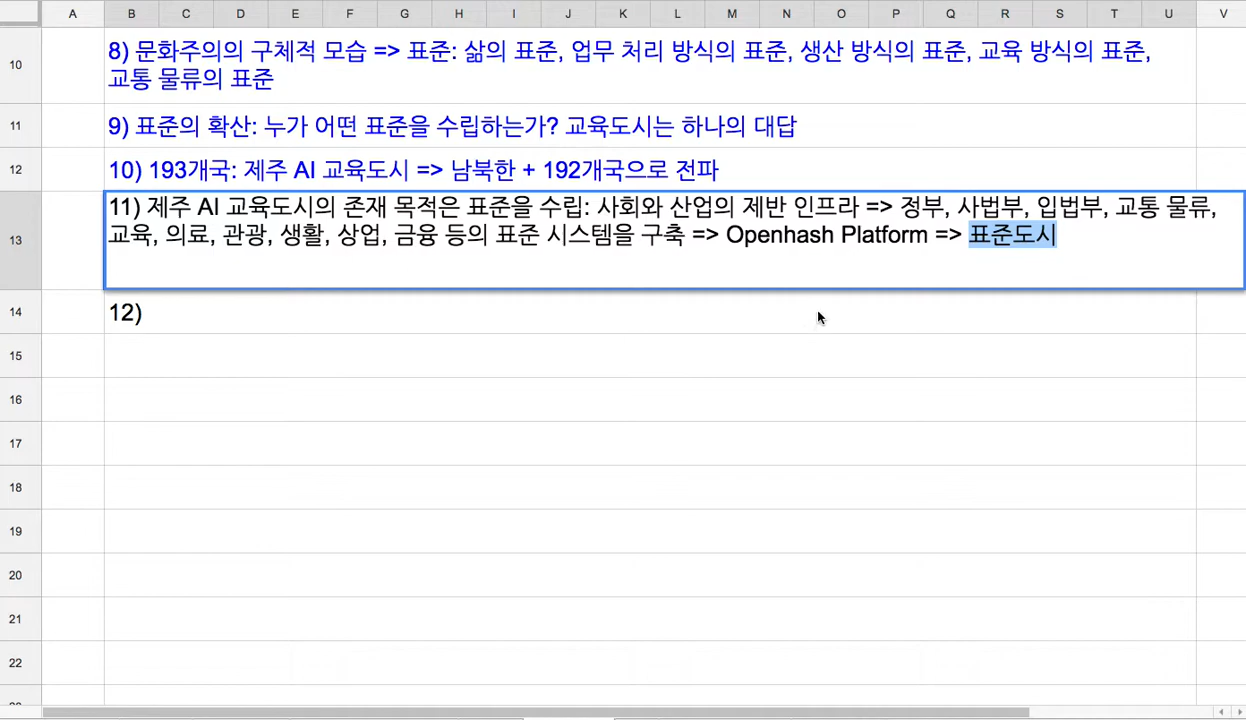 A B C D E F G H I J K L M N O P Q R S T U V
10 8) 문화주의의 구체적 모습 => 표준: 삶의 표준, 업무 처리 방식의 표준, 생산 방식의 표준, 교육 방식의 표준,
교통 물류의 표준
11 9) 표준의 확산: 누가 어떤 표준을 수립하는가? 교육도시는 하나의 대답
12 10) 193개국: 제주 AI 교육도시 => 남북한 + 192개국으로 전파
13 11) 제주 AI 교육도시의 존재 목적은 표준을 수립: 사회와 산업의 제반 인프라 => 정부, 사법부, 입법부, 교통 물류,
교육, 의료, 관광, 생활, 상업, 금융 등의 표준 시스템을 구축 => Openhash Platform => 표준도시
14 12)
15
16
17
18
19
20
21
22